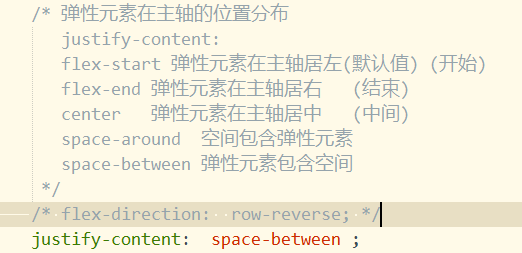 /* 弹性元素在主轴的位置分布
justify-content:
flex-start 弹性元素在主轴居左(默认值) (开始)
flex-end 弹性元素在主轴居右 (结束)
center 弹性元素在主轴居中 (中间)
space-around 空间包含弹性元素
space-between 弹性元素包含空间
*/
/* flex-direction: row-reverse; */
justify-content: space-between ;